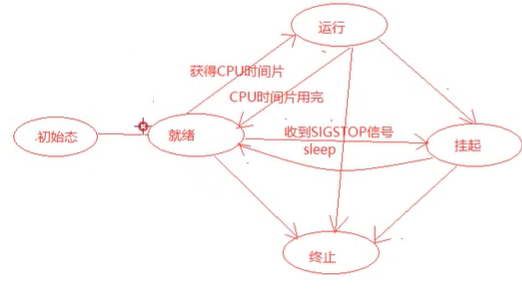 运行
获得CPU时间片
CPU时间片用完
初始态
就绪
收到SIGSTOP信号
sleep
挂起
终止